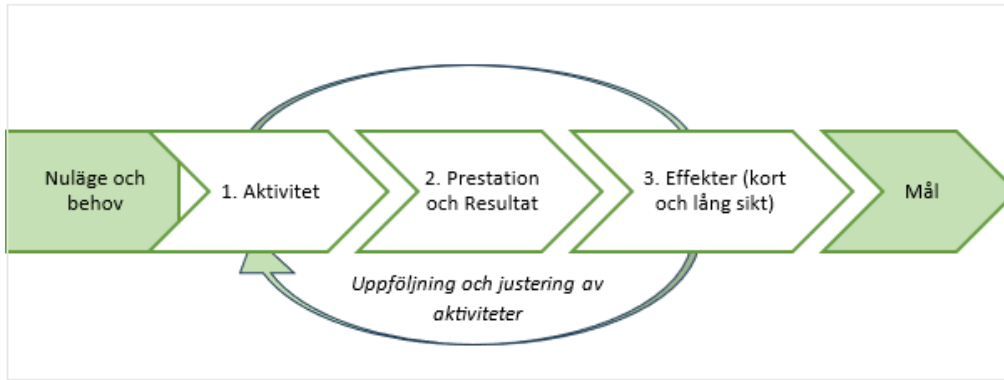 Nuläge och
behov
1. Aktivitet
2. Prestation
och Resultat
3. Effekter (kort
och lång sikt)
Mål
Uppföljning och justering av
aktiviteter